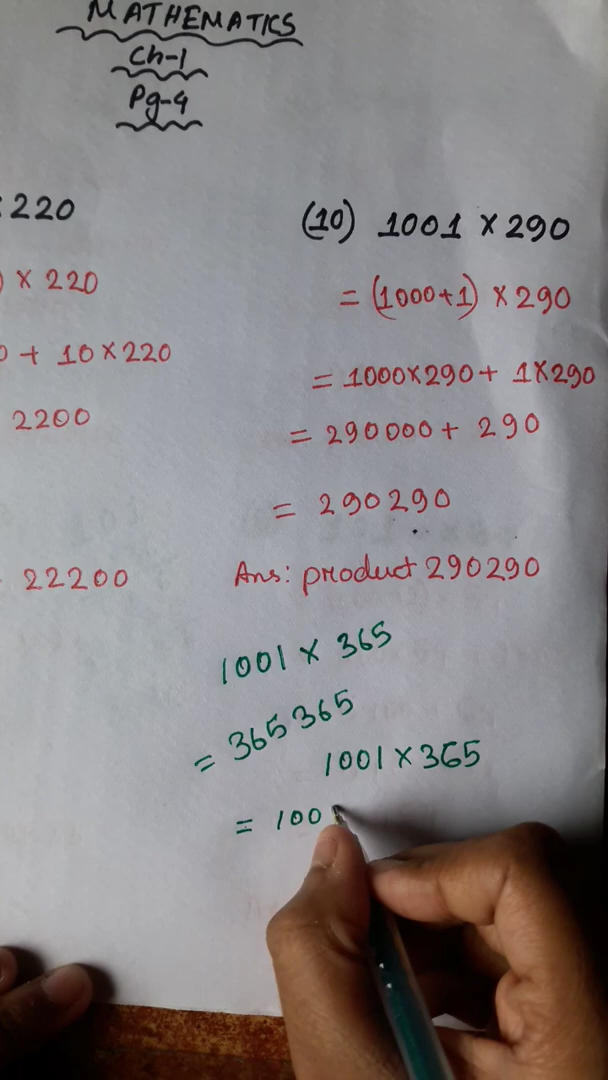 MATHEMATICS
Ch-1
Pg-4
220
) × 220
0 + 10×220
2200
22200
(10) 1001 × 290
= (1000+1) × 290
= 1000×290 + 1×290
= 290000 + 290
= 290290
Ans: product 290290
1001 × 365
= 365365
1001 × 365
= 100